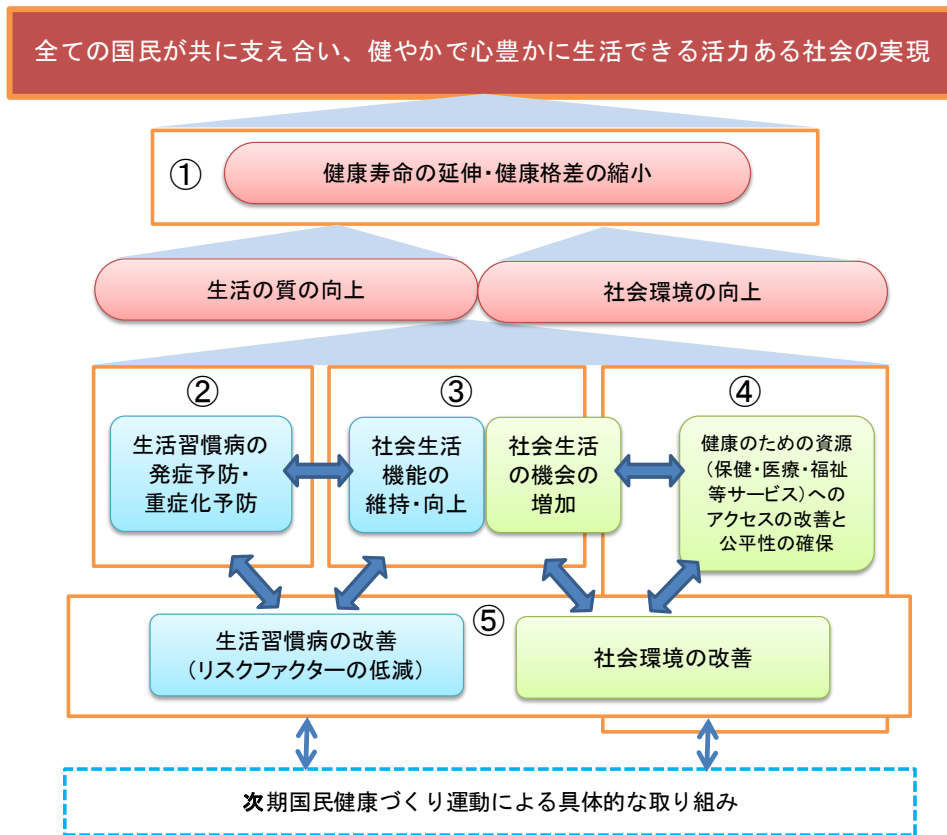 全ての国民が共に支え合い、健やかで心豊かに生活できる活力ある社会の実現
①
健康寿命の延伸・健康格差の縮小
生活の質の向上
社会環境の向上
②
生活習慣病の
発症予防・
重症化予防
③
社会生活
機能の
維持・向上
社会生活
の機会の
増加
④
健康のための資源
（保健・医療・福祉
等サービス）への
アクセスの改善と
公平性の確保
⑤
生活習慣病の改善
（リスクファクターの低減）
社会環境の改善
次期国民健康づくり運動による具体的な取り組み